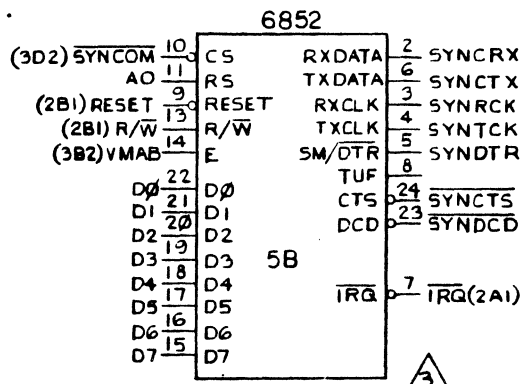 6852
(3D2) SYNCOM 10 CS RXDATA 2 SYNCRX
A0 11 RS TXDATA 6 SYNCTX
(2B1) RESET 9 RESET RXCLK 3 SYNRCK
(2B1) R/W 13 R/W TXCLK 4 SYNTCK
(3B2) VMAB 14 E SM/DTR 5 SYNDTR
TUF 8
DØ 22 DØ CTS 24 SYNCTS
D1 21 D1 DCD 23 SYNDCD
D2 2Ø D2
D3 19 D3 5B
D4 18 D4
D5 17 D5 IRQ 7 IRQ(2A1)
D6 16 D6
D7 15 D7
3